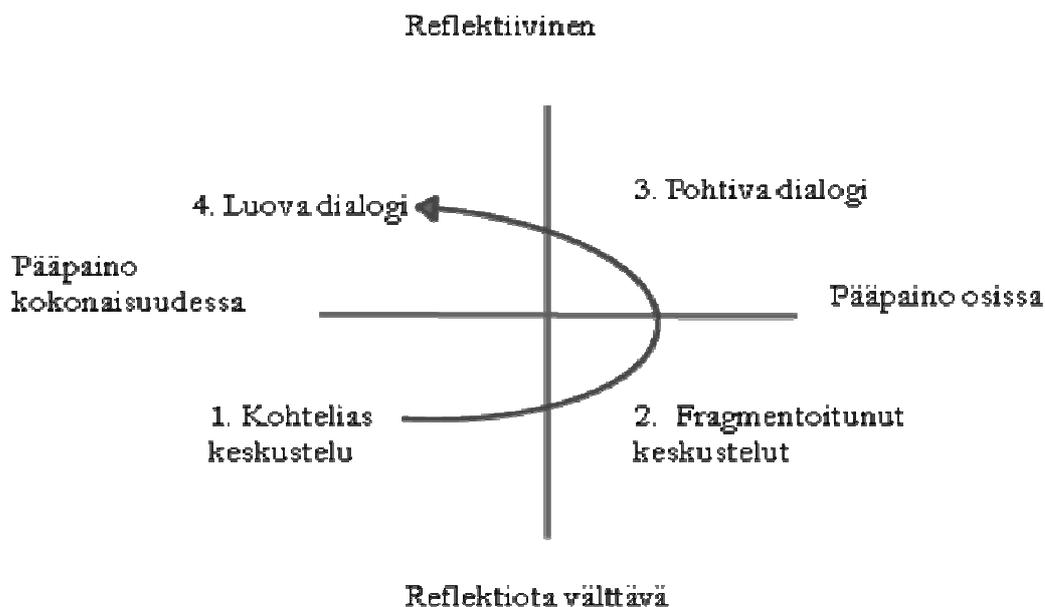 Reflektiivinen
3. Pohtiva dialogi
4. Luova dialogi
Pääpaino
kokonaisuudessa
Pääpaino osissa
1. Kohtelias
keskustelu
2. Fragmentoitunut
keskustelut
Reflektiota välttävä